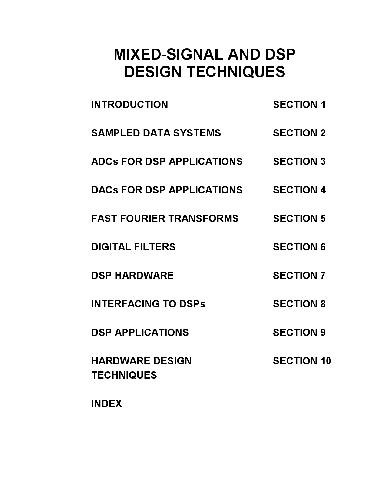 MIXED-SIGNAL AND DSP
DESIGN TECHNIQUES
INTRODUCTION SECTION 1
SAMPLED DATA SYSTEMS SECTION 2
ADCs FOR DSP APPLICATIONS SECTION 3
DACs FOR DSP APPLICATIONS SECTION 4
FAST FOURIER TRANSFORMS SECTION 5
DIGITAL FILTERS SECTION 6
DSP HARDWARE SECTION 7
INTERFACING TO DSPs SECTION 8
DSP APPLICATIONS SECTION 9
HARDWARE DESIGN SECTION 10
TECHNIQUES
INDEX